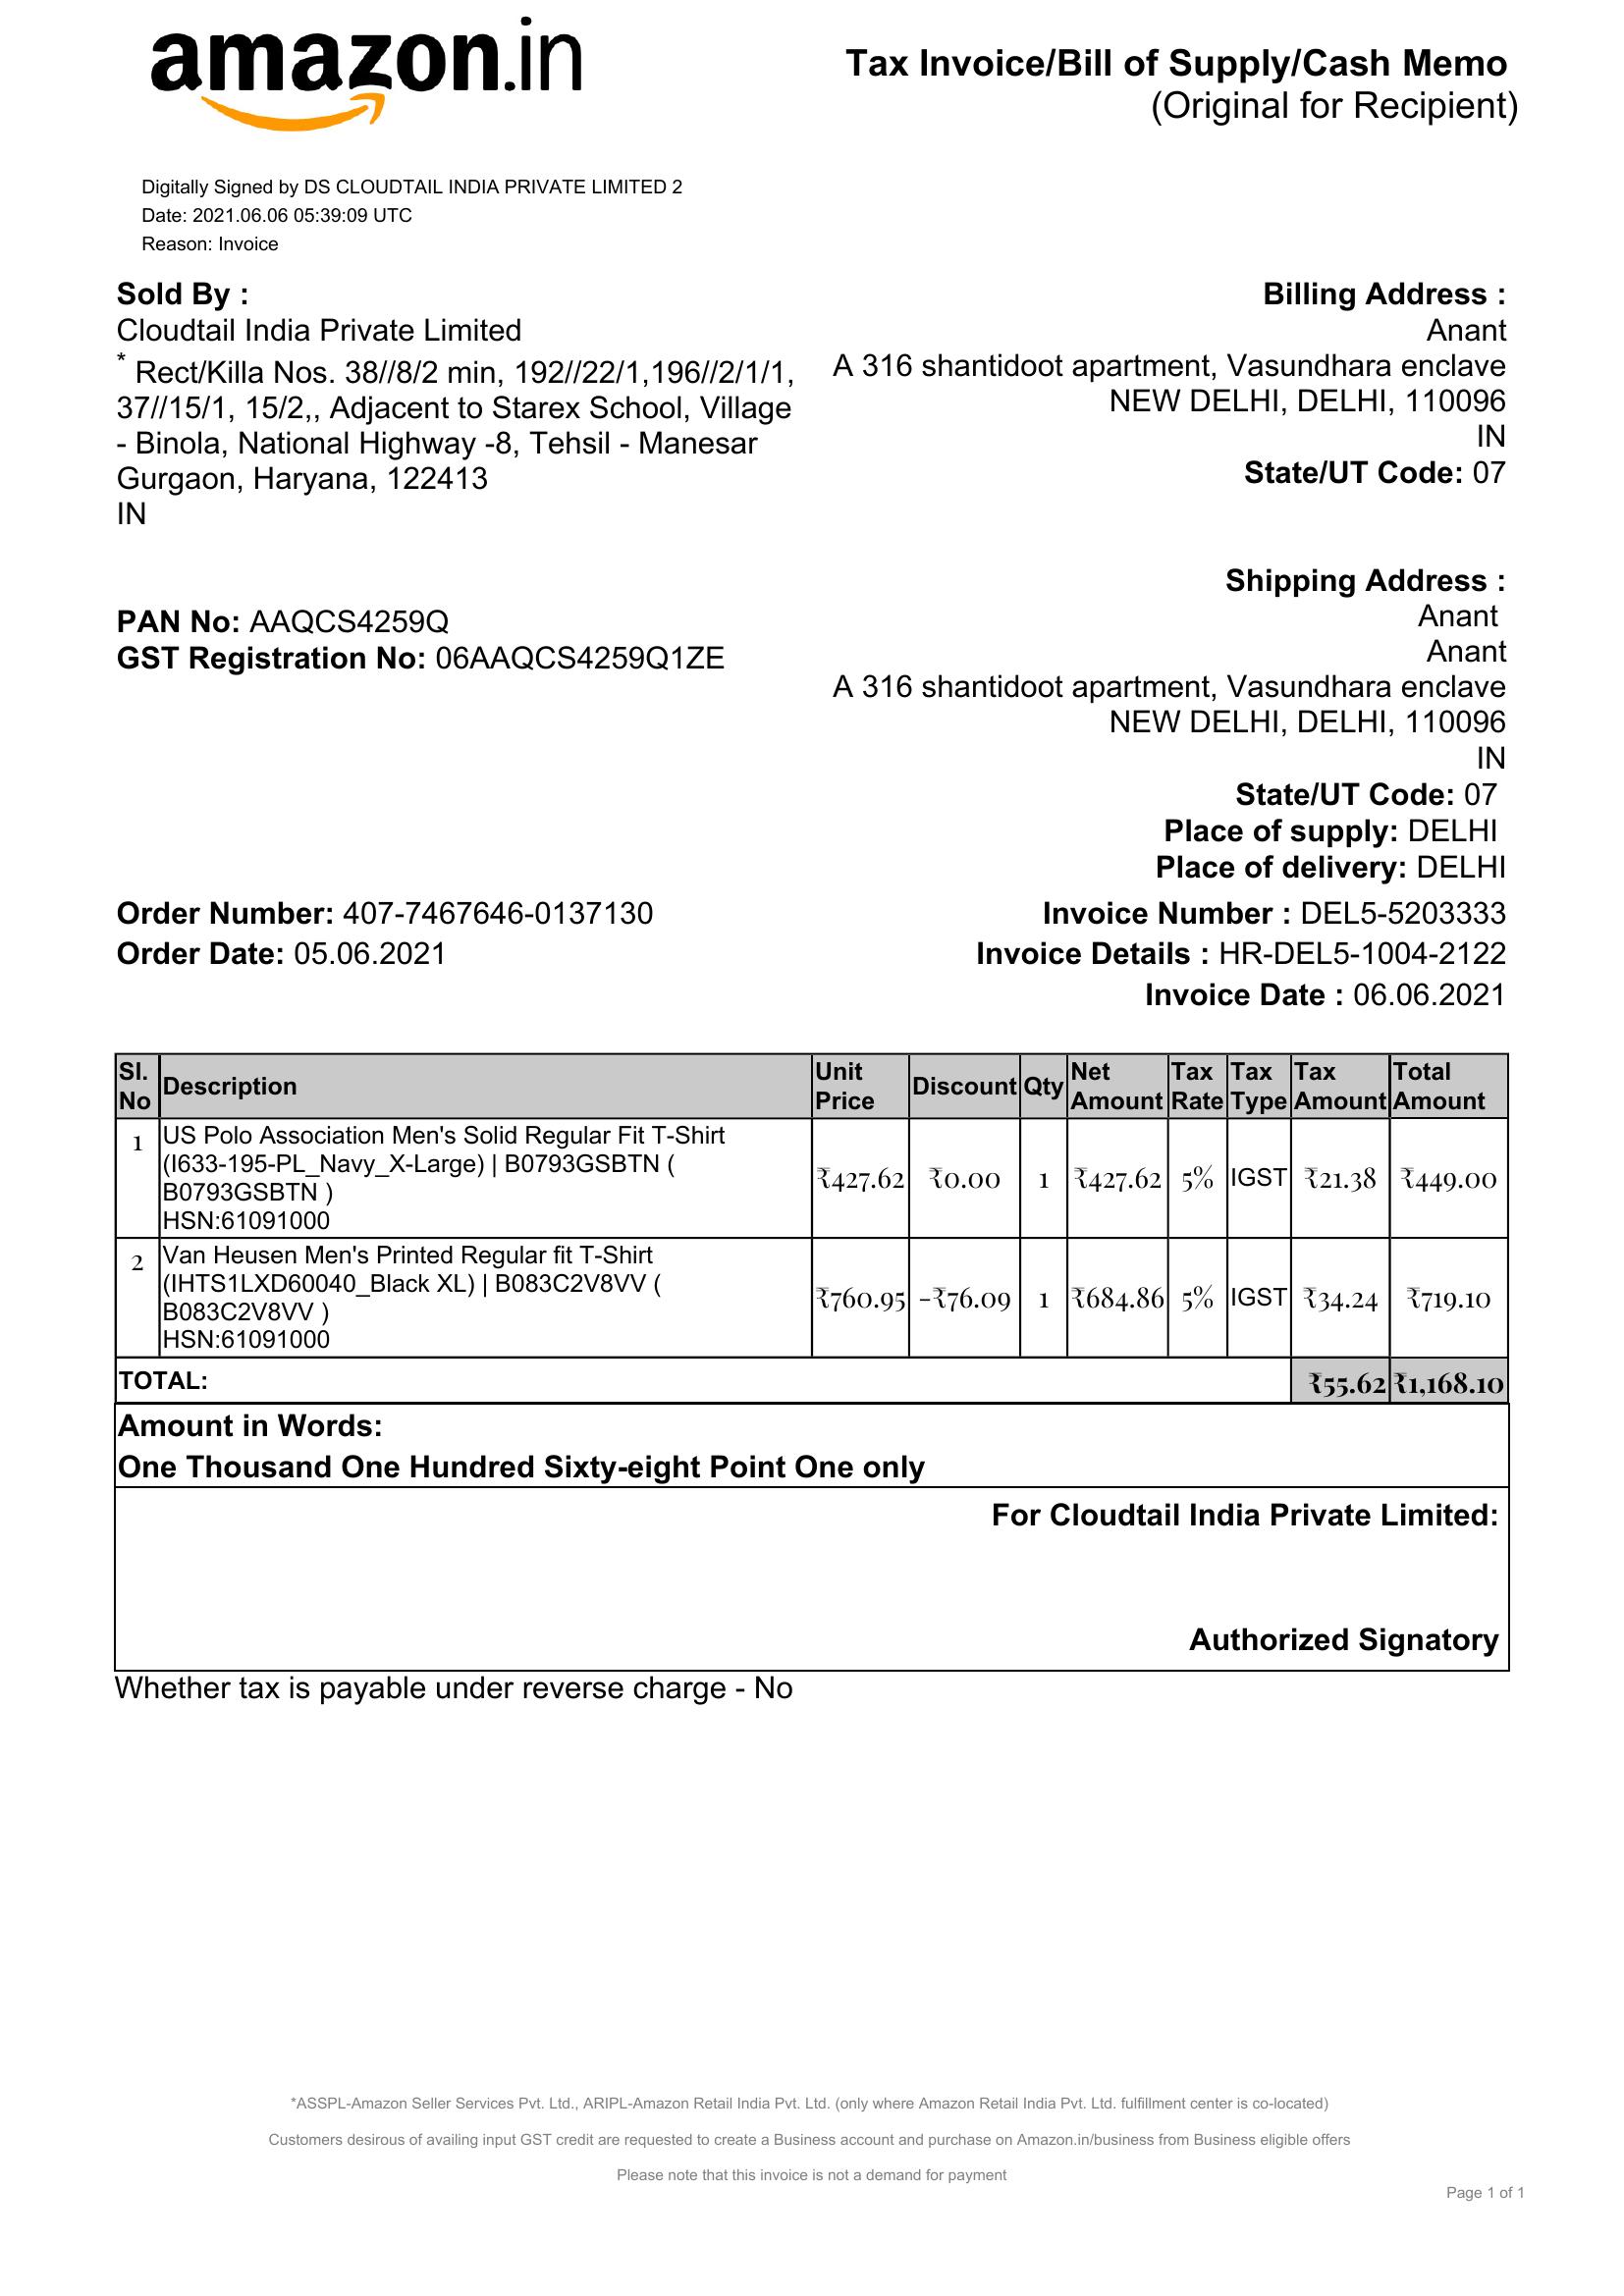 amazon.in
Tax Invoice/Bill of Supply/Cash Memo
(Original for Recipient)
Digitally Signed by DS CLOUDTAIL INDIA PRIVATE LIMITED 2
Date: 2021.06.06 05:39:09 UTC
Reason: Invoice
Sold By :
Cloudtail India Private Limited
* Rect/Killa Nos. 38//8/2 min, 192//22/1,196//2/1/1,
37//15/1, 15/2,, Adjacent to Starex School, Village
- Binola, National Highway -8, Tehsil - Manesar
Gurgaon, Haryana, 122413
IN
Billing Address :
Anant
A 316 shantidoot apartment, Vasundhara enclave
NEW DELHI, DELHI, 110096
IN
State/UT Code: 07
PAN No: AAQCS4259Q
GST Registration No: 06AAQCS4259Q1ZE
Shipping Address :
Anant
Anant
A 316 shantidoot apartment, Vasundhara enclave
NEW DELHI, DELHI, 110096
IN
State/UT Code: 07
Place of supply: DELHI
Place of delivery: DELHI
Order Number: 407-7467646-0137130
Order Date: 05.06.2021
Invoice Number : DEL5-5203333
Invoice Details : HR-DEL5-1004-2122
Invoice Date : 06.06.2021
Sl. No Description Unit Price Discount Qty Net Amount Tax Rate Tax Type Tax Amount Total Amount
1 US Polo Association Men's Solid Regular Fit T-Shirt
(I633-195-PL_Navy_X-Large) | B0793GSBTN (
B0793GSBTN )
HSN:61091000
₹427.62 ₹0.00 1 ₹427.62 5% IGST ₹21.38 ₹449.00
2 Van Heusen Men's Printed Regular fit T-Shirt
(IHTS1LXD60040_Black XL) | B083C2V8VV (
B083C2V8VV )
HSN:61091000
₹760.95 -₹76.09 1 ₹684.86 5% IGST ₹34.24 ₹719.10
TOTAL: ₹55.62 ₹1,168.10
Amount in Words:
One Thousand One Hundred Sixty-eight Point One only
For Cloudtail India Private Limited:
Authorized Signatory
Whether tax is payable under reverse charge - No
*ASSPL-Amazon Seller Services Pvt. Ltd., ARIPL-Amazon Retail India Pvt. Ltd. (only where Amazon Retail India Pvt. Ltd. fulfillment center is co-located)
Customers desirous of availing input GST credit are requested to create a Business account and purchase on Amazon.in/business from Business eligible offers
Please note that this invoice is not a demand for payment
Page 1 of 1